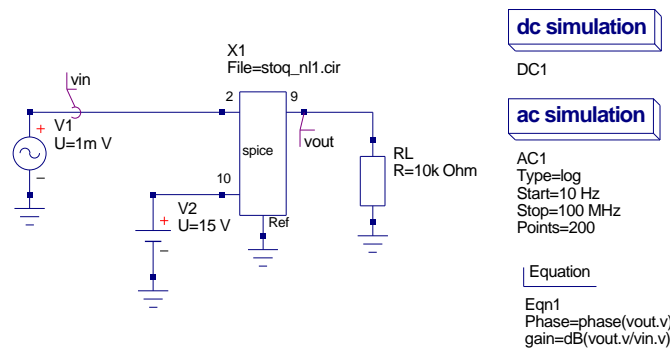 X1
File=stoq_nl1.cir
vin
2
9
+
V1
U=1m V
vout
spice
RL
R=10k Ohm
10
+
V2
U=15 V
Ref
dc simulation
DC1
ac simulation
AC1
Type=log
Start=10 Hz
Stop=100 MHz
Points=200
Equation
Eqn1
Phase=phase(vout.v)
gain=dB(vout.v/vin.v)